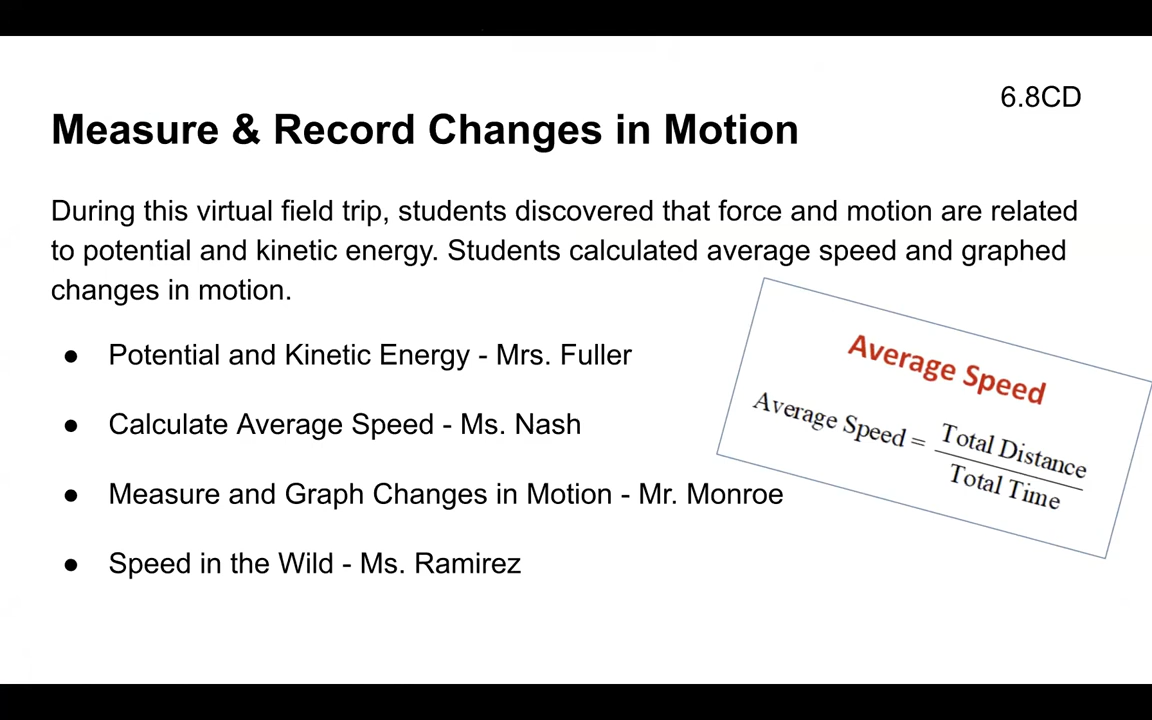 6.8CD
Measure & Record Changes in Motion
During this virtual field trip, students discovered that force and motion are related
to potential and kinetic energy. Students calculated average speed and graphed
changes in motion.
● Potential and Kinetic Energy - Mrs. Fuller
● Calculate Average Speed - Ms. Nash
● Measure and Graph Changes in Motion - Mr. Monroe
● Speed in the Wild - Ms. Ramirez
Average Speed
Average Speed = Total Distance
Total Time